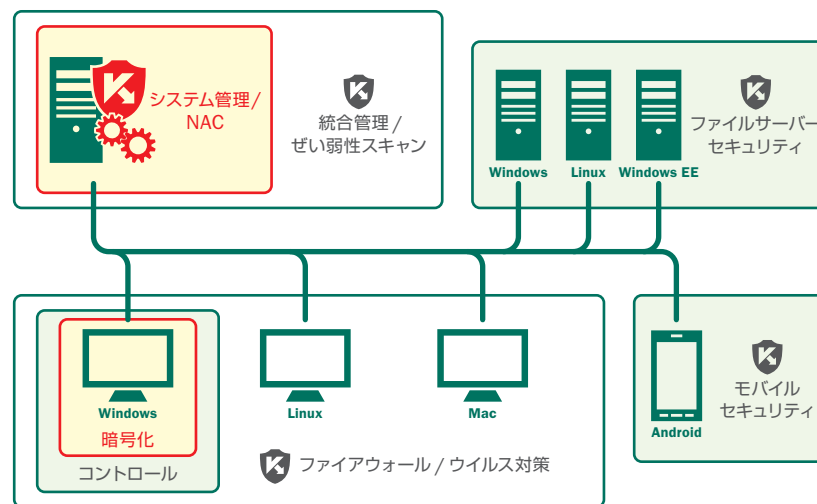 システム管理/
NAC
統合管理 /
ぜい弱性スキャン
ファイルサーバー
セキュリティ
Windows
Linux
Windows EE
Windows
暗号化
コントロール
Linux
Mac
ファイアウォール / ウイルス対策
Android
モバイル
セキュリティ